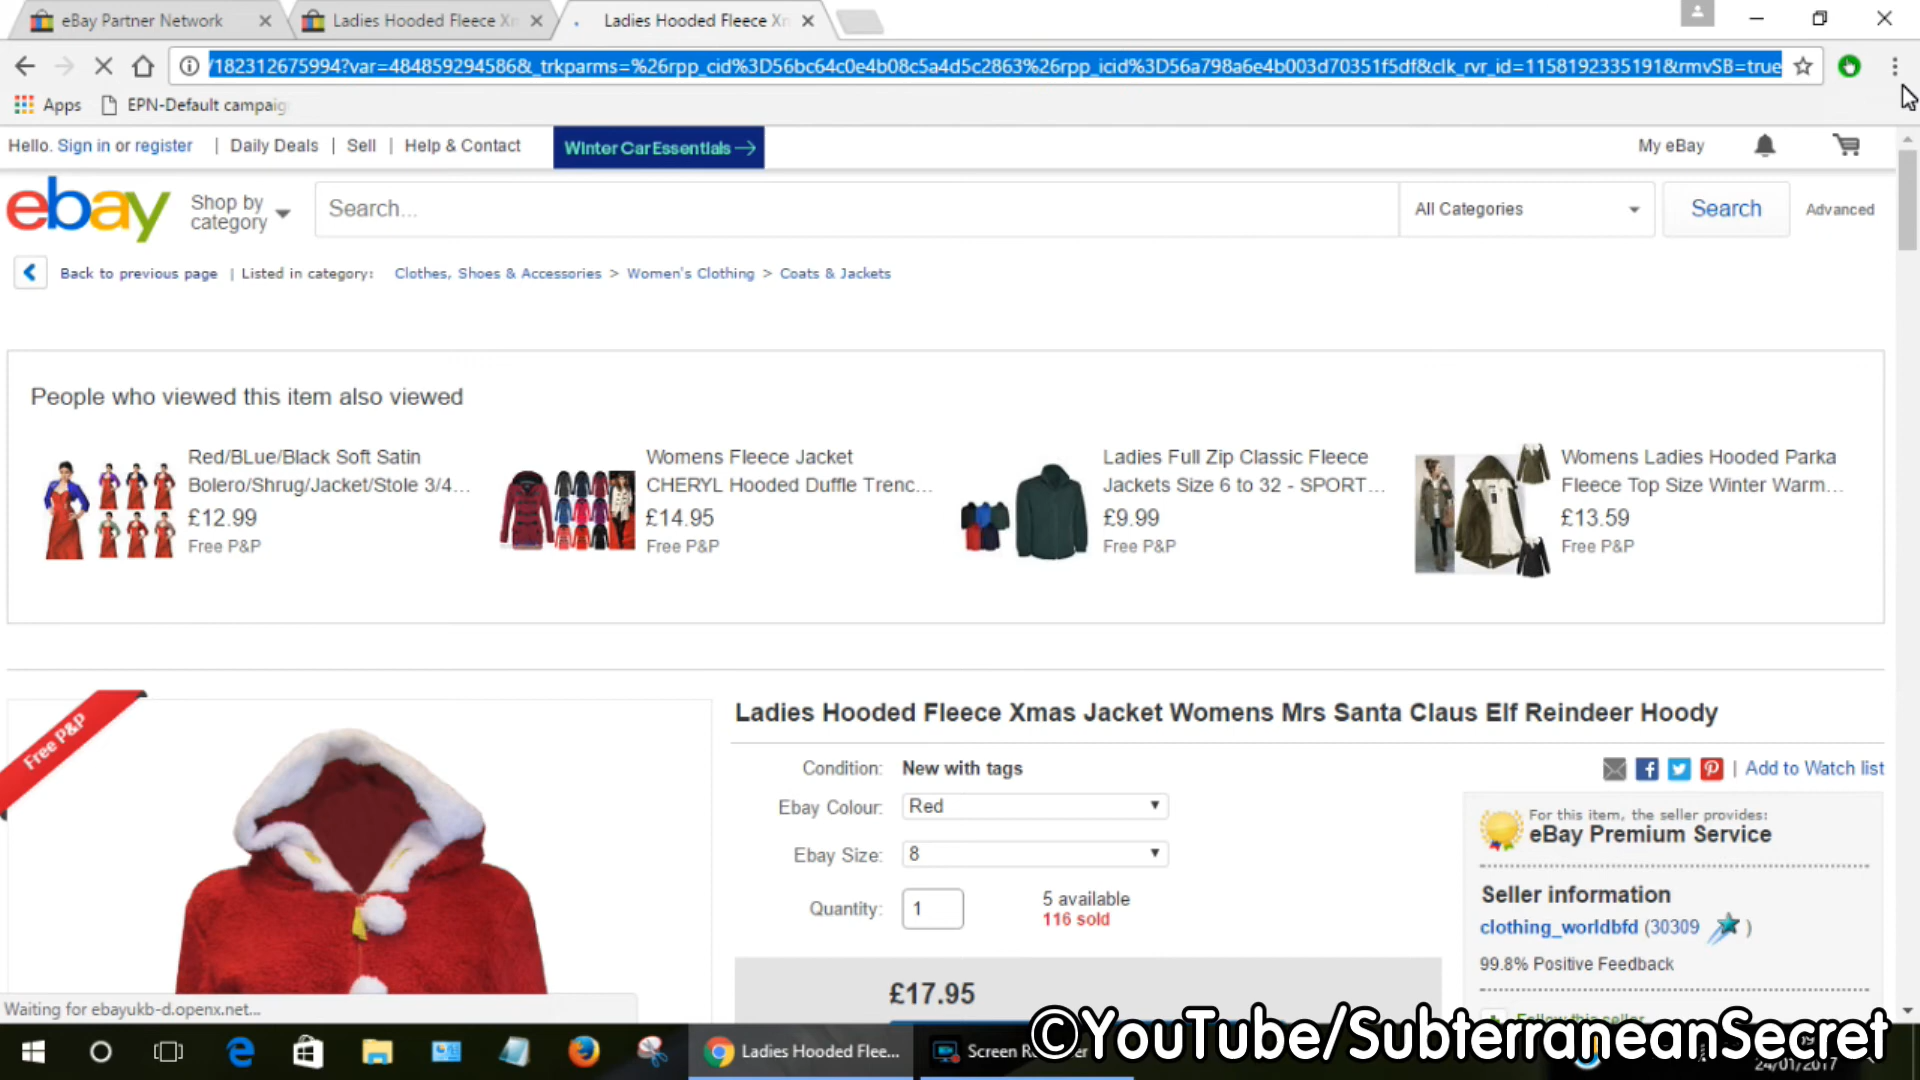 eBay Partner Network
Ladies Hooded Fleece Xm
Ladies Hooded Fleece Xm
/182312675994?var=484859294586&_trkparms=%26rpp_cid%3D56bc64c0e4b08c5a4d5c2863%26rpp_icid%3D56a798a6e4b003d70351f5df&clk_rvr_id=1158192335191&rmvSB=true
Apps EPN-Default campaig
Hello. Sign in or register | Daily Deals | Sell | Help & Contact
Winter Car Essentials →
My eBay
ebay
Shop by
category
Search...
All Categories
Search
Advanced
Back to previous page | Listed in category: Clothes, Shoes & Accessories > Women's Clothing > Coats & Jackets
People who viewed this item also viewed
Red/BLue/Black Soft Satin
Bolero/Shrug/Jacket/Stole 3/4...
£12.99
Free P&P
Womens Fleece Jacket
CHERYL Hooded Duffle Trenc...
£14.95
Free P&P
Ladies Full Zip Classic Fleece
Jackets Size 6 to 32 - SPORT...
£9.99
Free P&P
Womens Ladies Hooded Parka
Fleece Top Size Winter Warm...
£13.59
Free P&P
Free P&P
Ladies Hooded Fleece Xmas Jacket Womens Mrs Santa Claus Elf Reindeer Hoody
Condition: New with tags
Ebay Colour: Red
Ebay Size: 8
Quantity: 1
5 available
116 sold
£17.95
| Add to Watch list
For this item, the seller provides:
eBay Premium Service
Seller information
clothing_worldbfd (30309 )
99.8% Positive Feedback
Follow this seller
Waiting for ebayukb-d.openx.net...
Ladies Hooded Flee...
Screen
©YouTube/SubterraneanSecret
24/01/2017